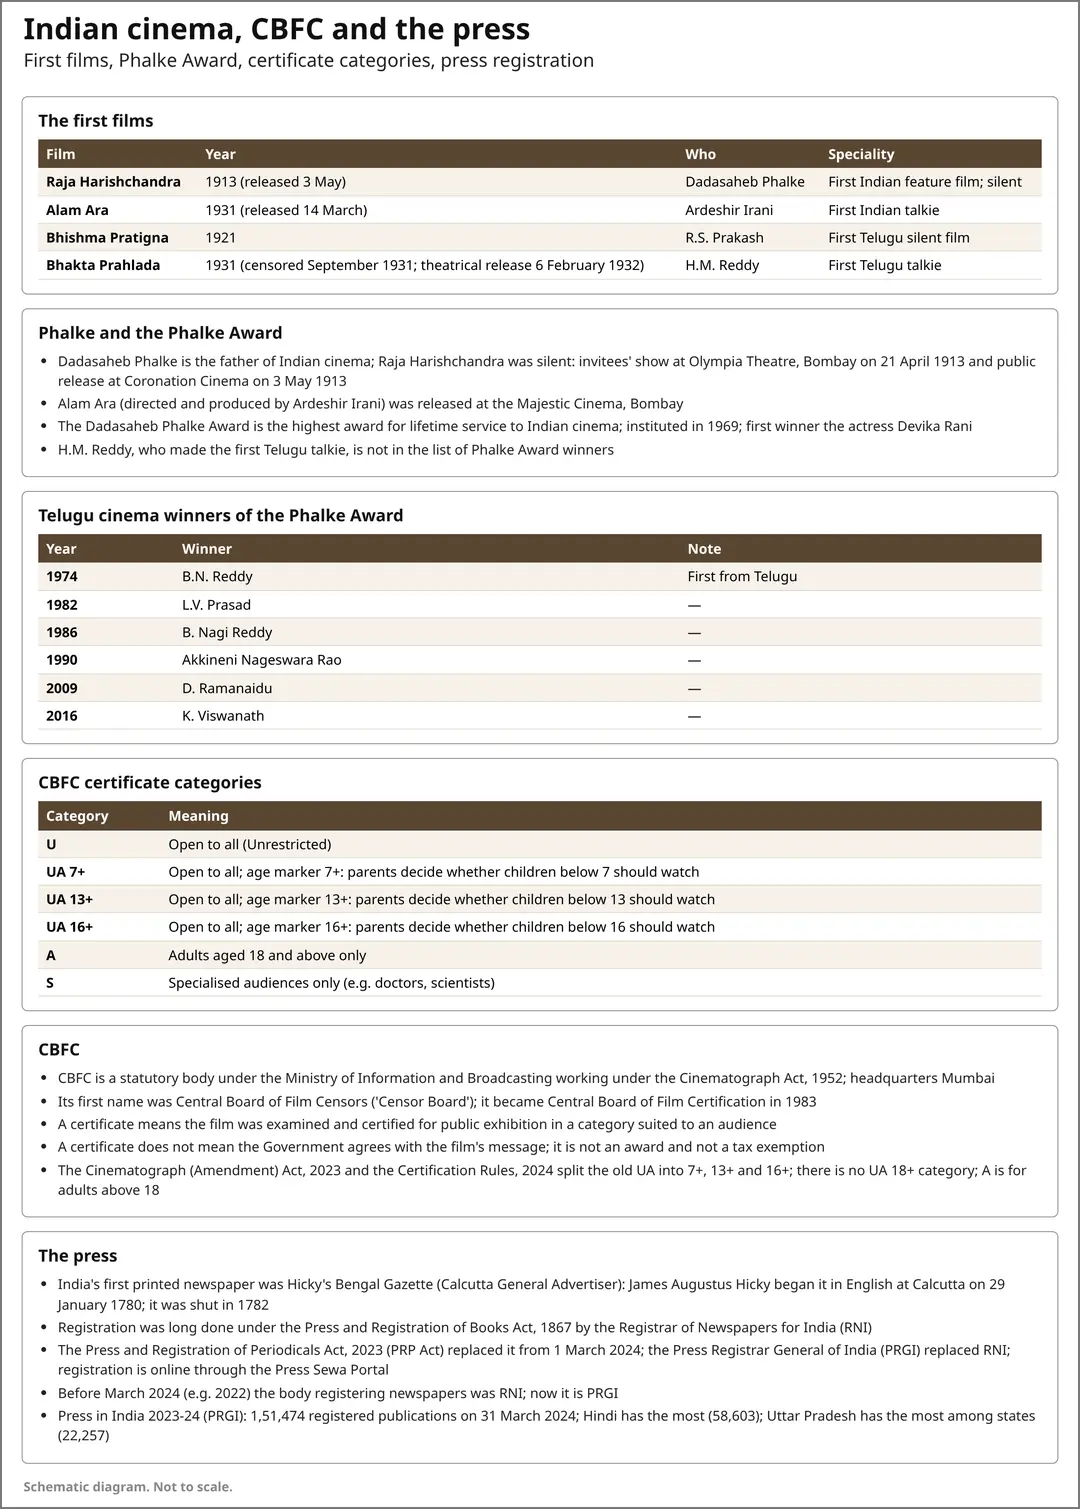 Indian cinema, CBFC and the press
First films, Phalke Award, certificate categories, press registration
The first films
Film Year Who Speciality
Raja Harishchandra 1913 (released 3 May) Dadasaheb Phalke First Indian feature film; silent
Alam Ara 1931 (released 14 March) Ardeshir Irani First Indian talkie
Bhishma Pratigna 1921 R.S. Prakash First Telugu silent film
Bhakta Prahlada 1931 (censored September 1931; theatrical release 6 February 1932) H.M. Reddy First Telugu talkie
Phalke and the Phalke Award
• Dadasaheb Phalke is the father of Indian cinema; Raja Harishchandra was silent: invitees' show at Olympia Theatre, Bombay on 21 April 1913 and public
release at Coronation Cinema on 3 May 1913
• Alam Ara (directed and produced by Ardeshir Irani) was released at the Majestic Cinema, Bombay
• The Dadasaheb Phalke Award is the highest award for lifetime service to Indian cinema; instituted in 1969; first winner the actress Devika Rani
• H.M. Reddy, who made the first Telugu talkie, is not in the list of Phalke Award winners
Telugu cinema winners of the Phalke Award
Year Winner Note
1974 B.N. Reddy First from Telugu
1982 L.V. Prasad —
1986 B. Nagi Reddy —
1990 Akkineni Nageswara Rao —
2009 D. Ramanaidu —
2016 K. Viswanath —
CBFC certificate categories
Category Meaning
U Open to all (Unrestricted)
UA 7+ Open to all; age marker 7+: parents decide whether children below 7 should watch
UA 13+ Open to all; age marker 13+: parents decide whether children below 13 should watch
UA 16+ Open to all; age marker 16+: parents decide whether children below 16 should watch
A Adults aged 18 and above only
S Specialised audiences only (e.g. doctors, scientists)
CBFC
• CBFC is a statutory body under the Ministry of Information and Broadcasting working under the Cinematograph Act, 1952; headquarters Mumbai
• Its first name was Central Board of Film Censors ('Censor Board'); it became Central Board of Film Certification in 1983
• A certificate means the film was examined and certified for public exhibition in a category suited to an audience
• A certificate does not mean the Government agrees with the film's message; it is not an award and not a tax exemption
• The Cinematograph (Amendment) Act, 2023 and the Certification Rules, 2024 split the old UA into 7+, 13+ and 16+; there is no UA 18+ category; A is for
adults above 18
The press
• India's first printed newspaper was Hicky's Bengal Gazette (Calcutta General Advertiser): James Augustus Hicky began it in English at Calcutta on 29
January 1780; it was shut in 1782
• Registration was long done under the Press and Registration of Books Act, 1867 by the Registrar of Newspapers for India (RNI)
• The Press and Registration of Periodicals Act, 2023 (PRP Act) replaced it from 1 March 2024; the Press Registrar General of India (PRGI) replaced RNI;
registration is online through the Press Sewa Portal
• Before March 2024 (e.g. 2022) the body registering newspapers was RNI; now it is PRGI
• Press in India 2023-24 (PRGI): 1,51,474 registered publications on 31 March 2024; Hindi has the most (58,603); Uttar Pradesh has the most among states
(22,257)
Schematic diagram. Not to scale.